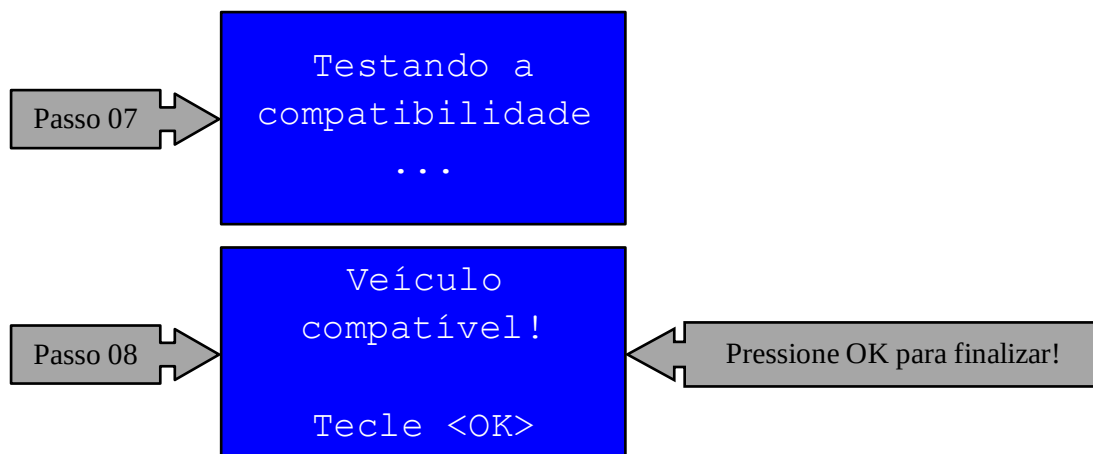 Passo 07
Testando a
compatibilidade
...
Passo 08
Veículo
compatível!
Tecle <OK>
Pressione OK para finalizar!